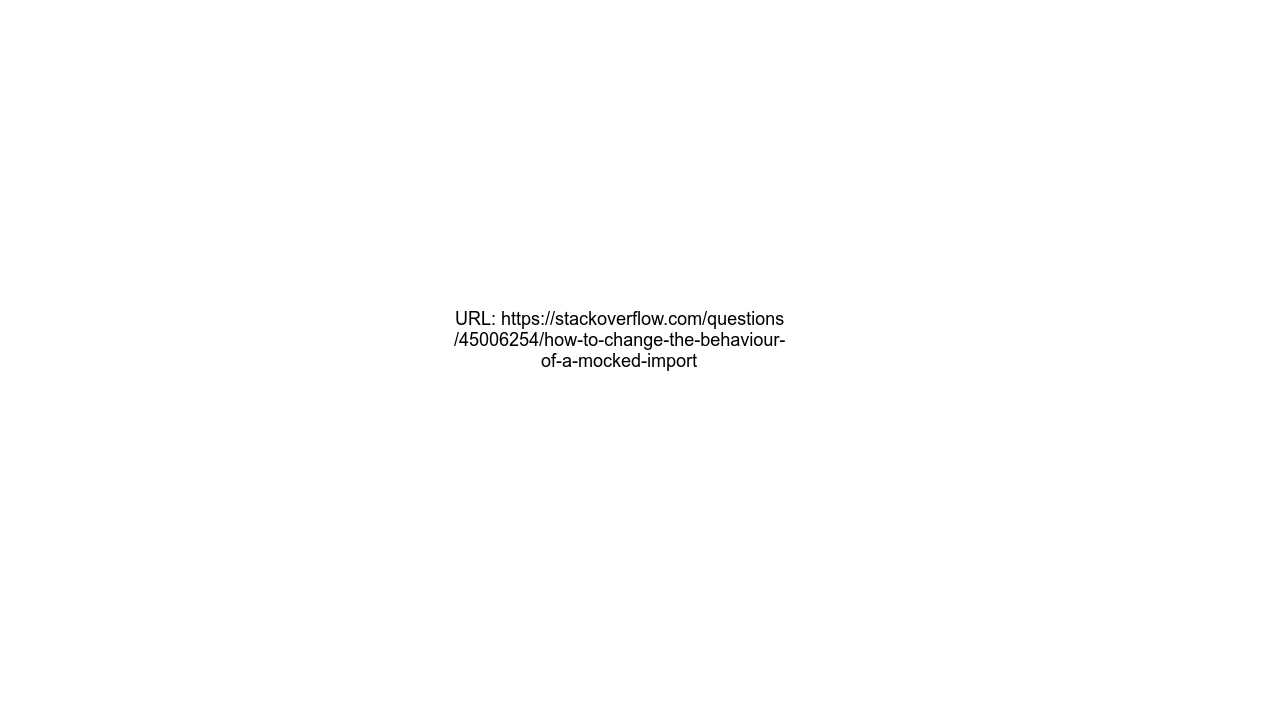 URL: https://stackoverflow.com/questions
/45006254/how-to-change-the-behaviour-
of-a-mocked-import